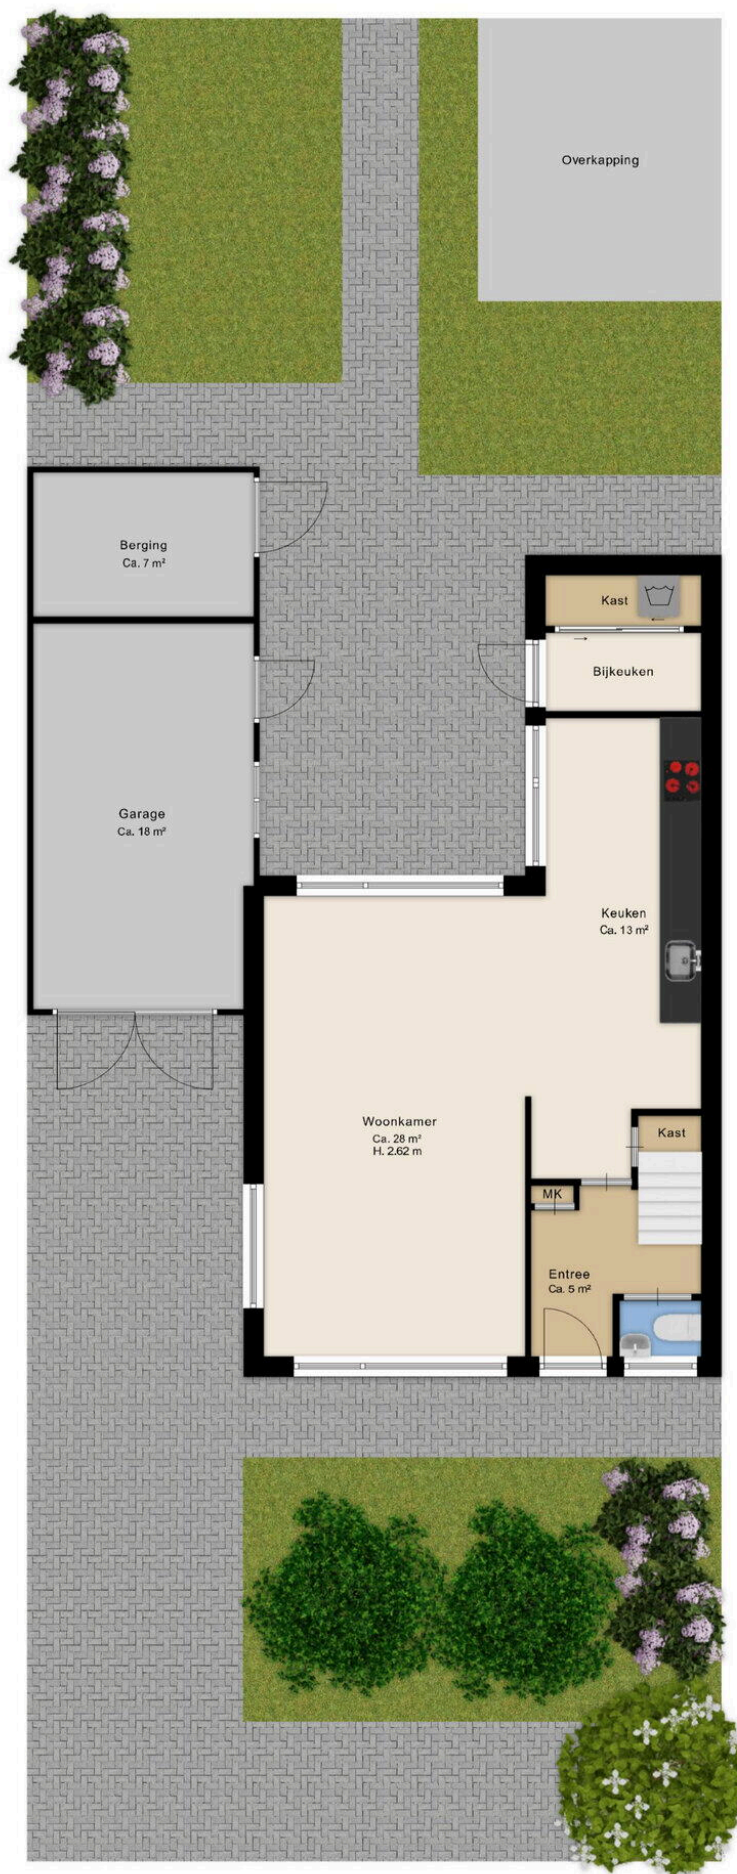 Overkapping
Berging
Ca. 7 m²
Kast
Bijkeuken
Garage
Ca. 18 m²
Keuken
Ca. 13 m²
Woonkamer
Ca. 28 m²
H. 2.62 m
Kast
MK
Entree
Ca. 5 m²